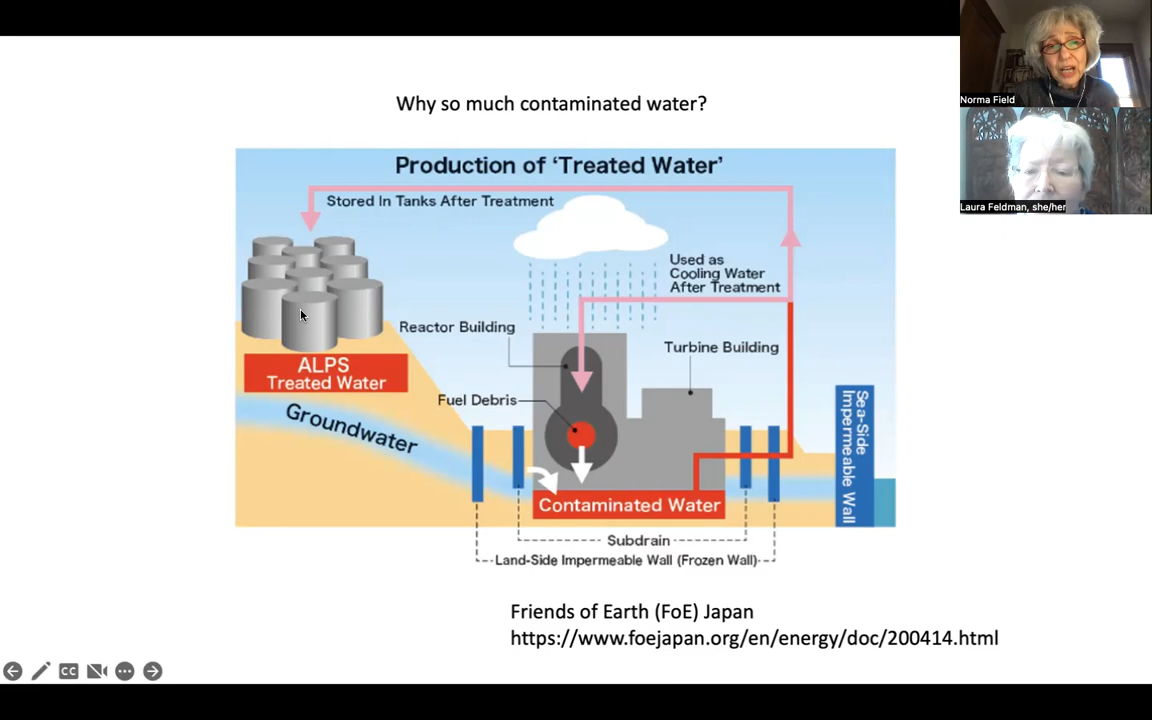 Why so much contaminated water?
Production of ‘Treated Water’
Stored In Tanks After Treatment
Used as
Cooling Water
After Treatment
Reactor Building
Turbine Building
Fuel Debris
ALPS
Treated Water
Groundwater
Sea-Side
Impermeable Wall
Contaminated Water
Subdrain
Land-Side Impermeable Wall (Frozen Wall)
Friends of Earth (FoE) Japan
https://www.foejapan.org/en/energy/doc/200414.html
CC
Norma Field
Laura Feldman, she/her